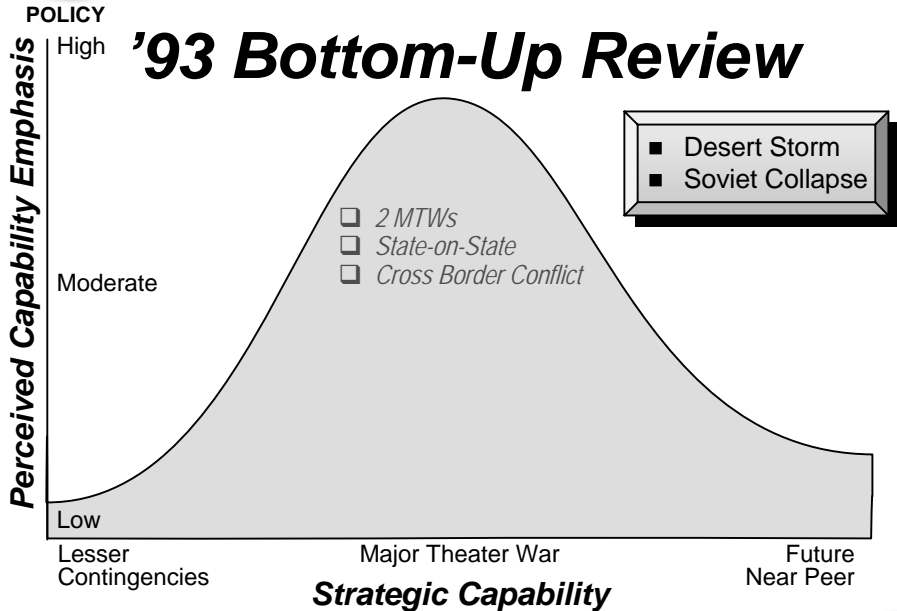 POLICY
High
'93 Bottom-Up Review
Perceived Capability Emphasis
■ Desert Storm
■ Soviet Collapse
❑ 2 MTWs
❑ State-on-State
❑ Cross Border Conflict
Moderate
Low
Lesser
Contingencies
Major Theater War
Future
Near Peer
Strategic Capability